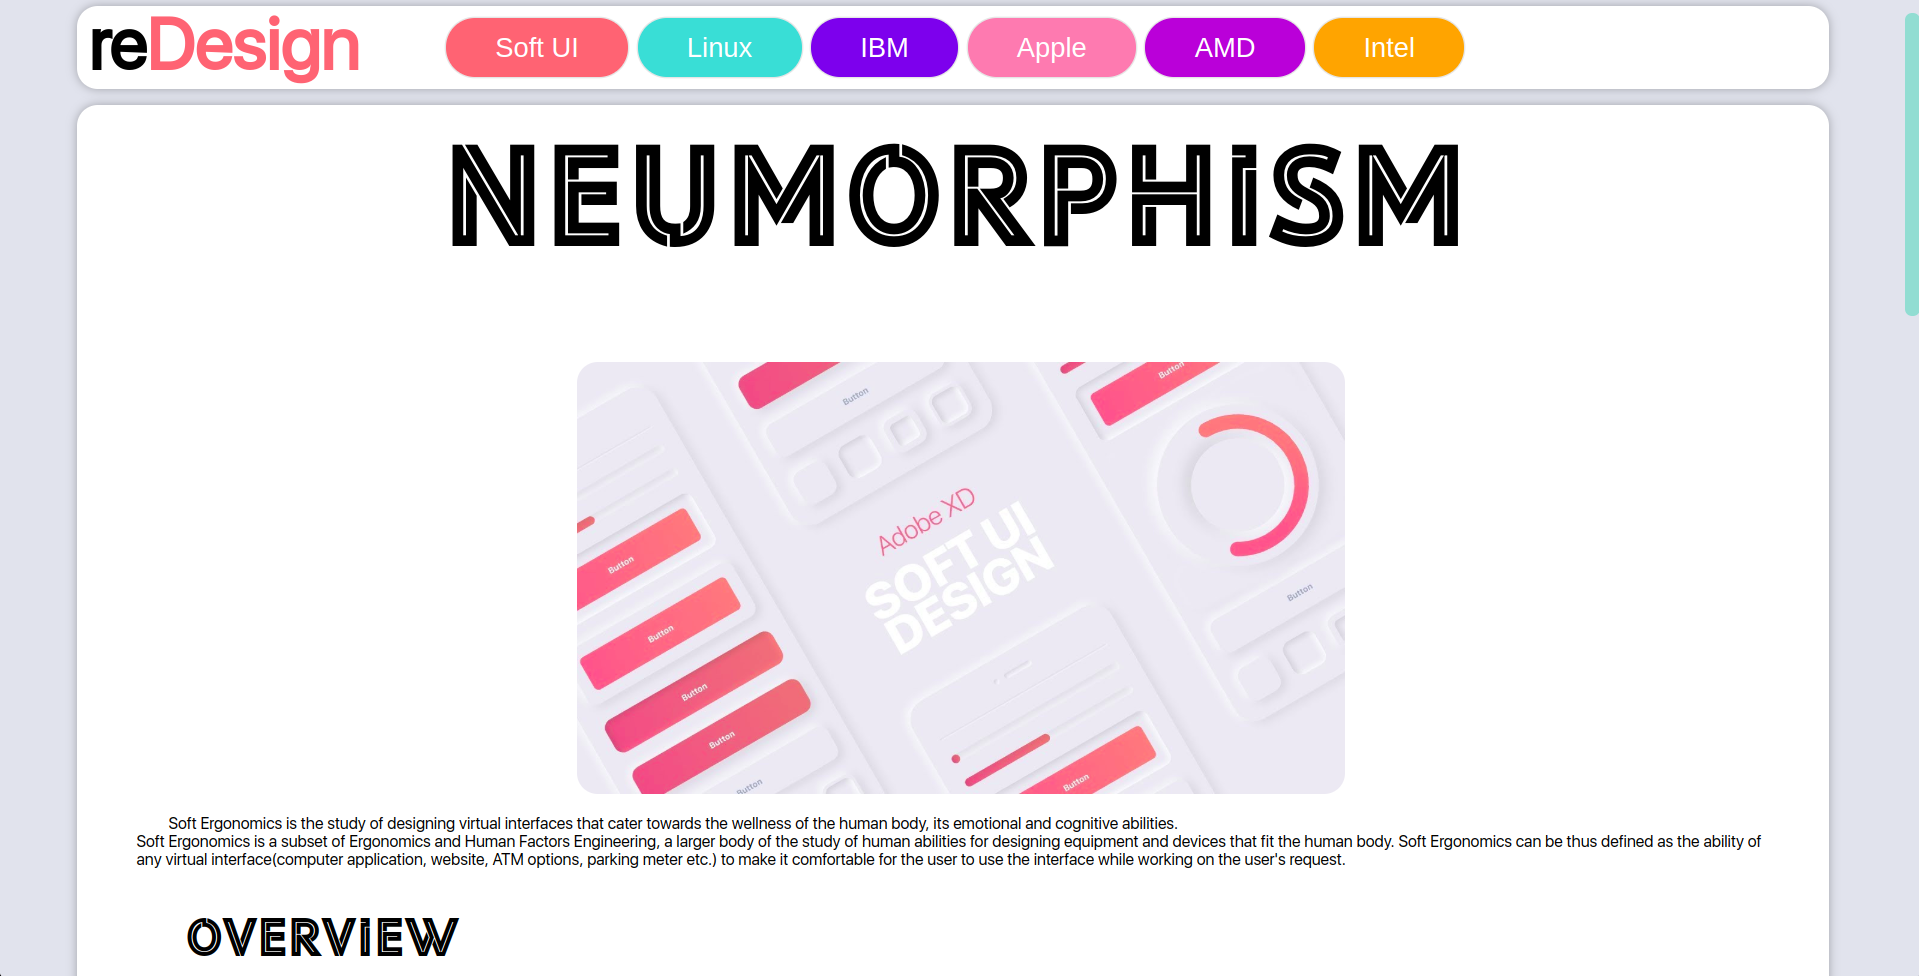 reDesign
Soft UI
Linux
IBM
Apple
AMD
Intel
NEUMORPHiSM
Button
Button
Adobe XD
SOFT UI
DESIGN
Button
Button
Button
Button
Button
Button
Button
Soft Ergonomics is the study of designing virtual interfaces that cater towards the wellness of the human body, its emotional and cognitive abilities.
Soft Ergonomics is a subset of Ergonomics and Human Factors Engineering, a larger body of the study of human abilities for designing equipment and devices that fit the human body. Soft Ergonomics can be thus defined as the ability of
any virtual interface(computer application, website, ATM options, parking meter etc.) to make it comfortable for the user to use the interface while working on the user's request.
OVERViEW